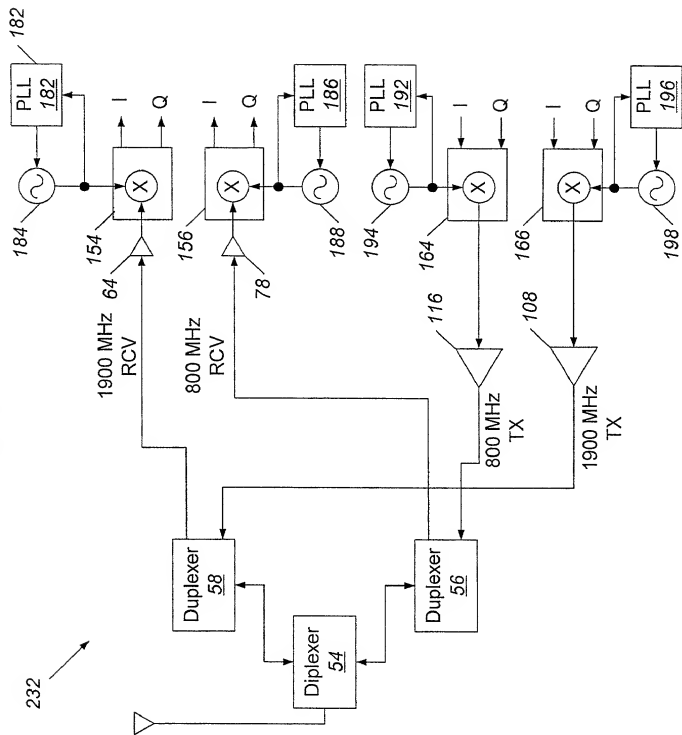 232
Diplexer
54
Duplexer
58
Duplexer
56
1900 MHz
RCV
800 MHz
RCV
800 MHz
TX
1900 MHz
TX
64
78
116
108
154
I
Q
184
PLL
182
182
156
I
Q
188
PLL
186
164
I
Q
194
PLL
192
166
I
Q
198
PLL
196
X
X
X
X